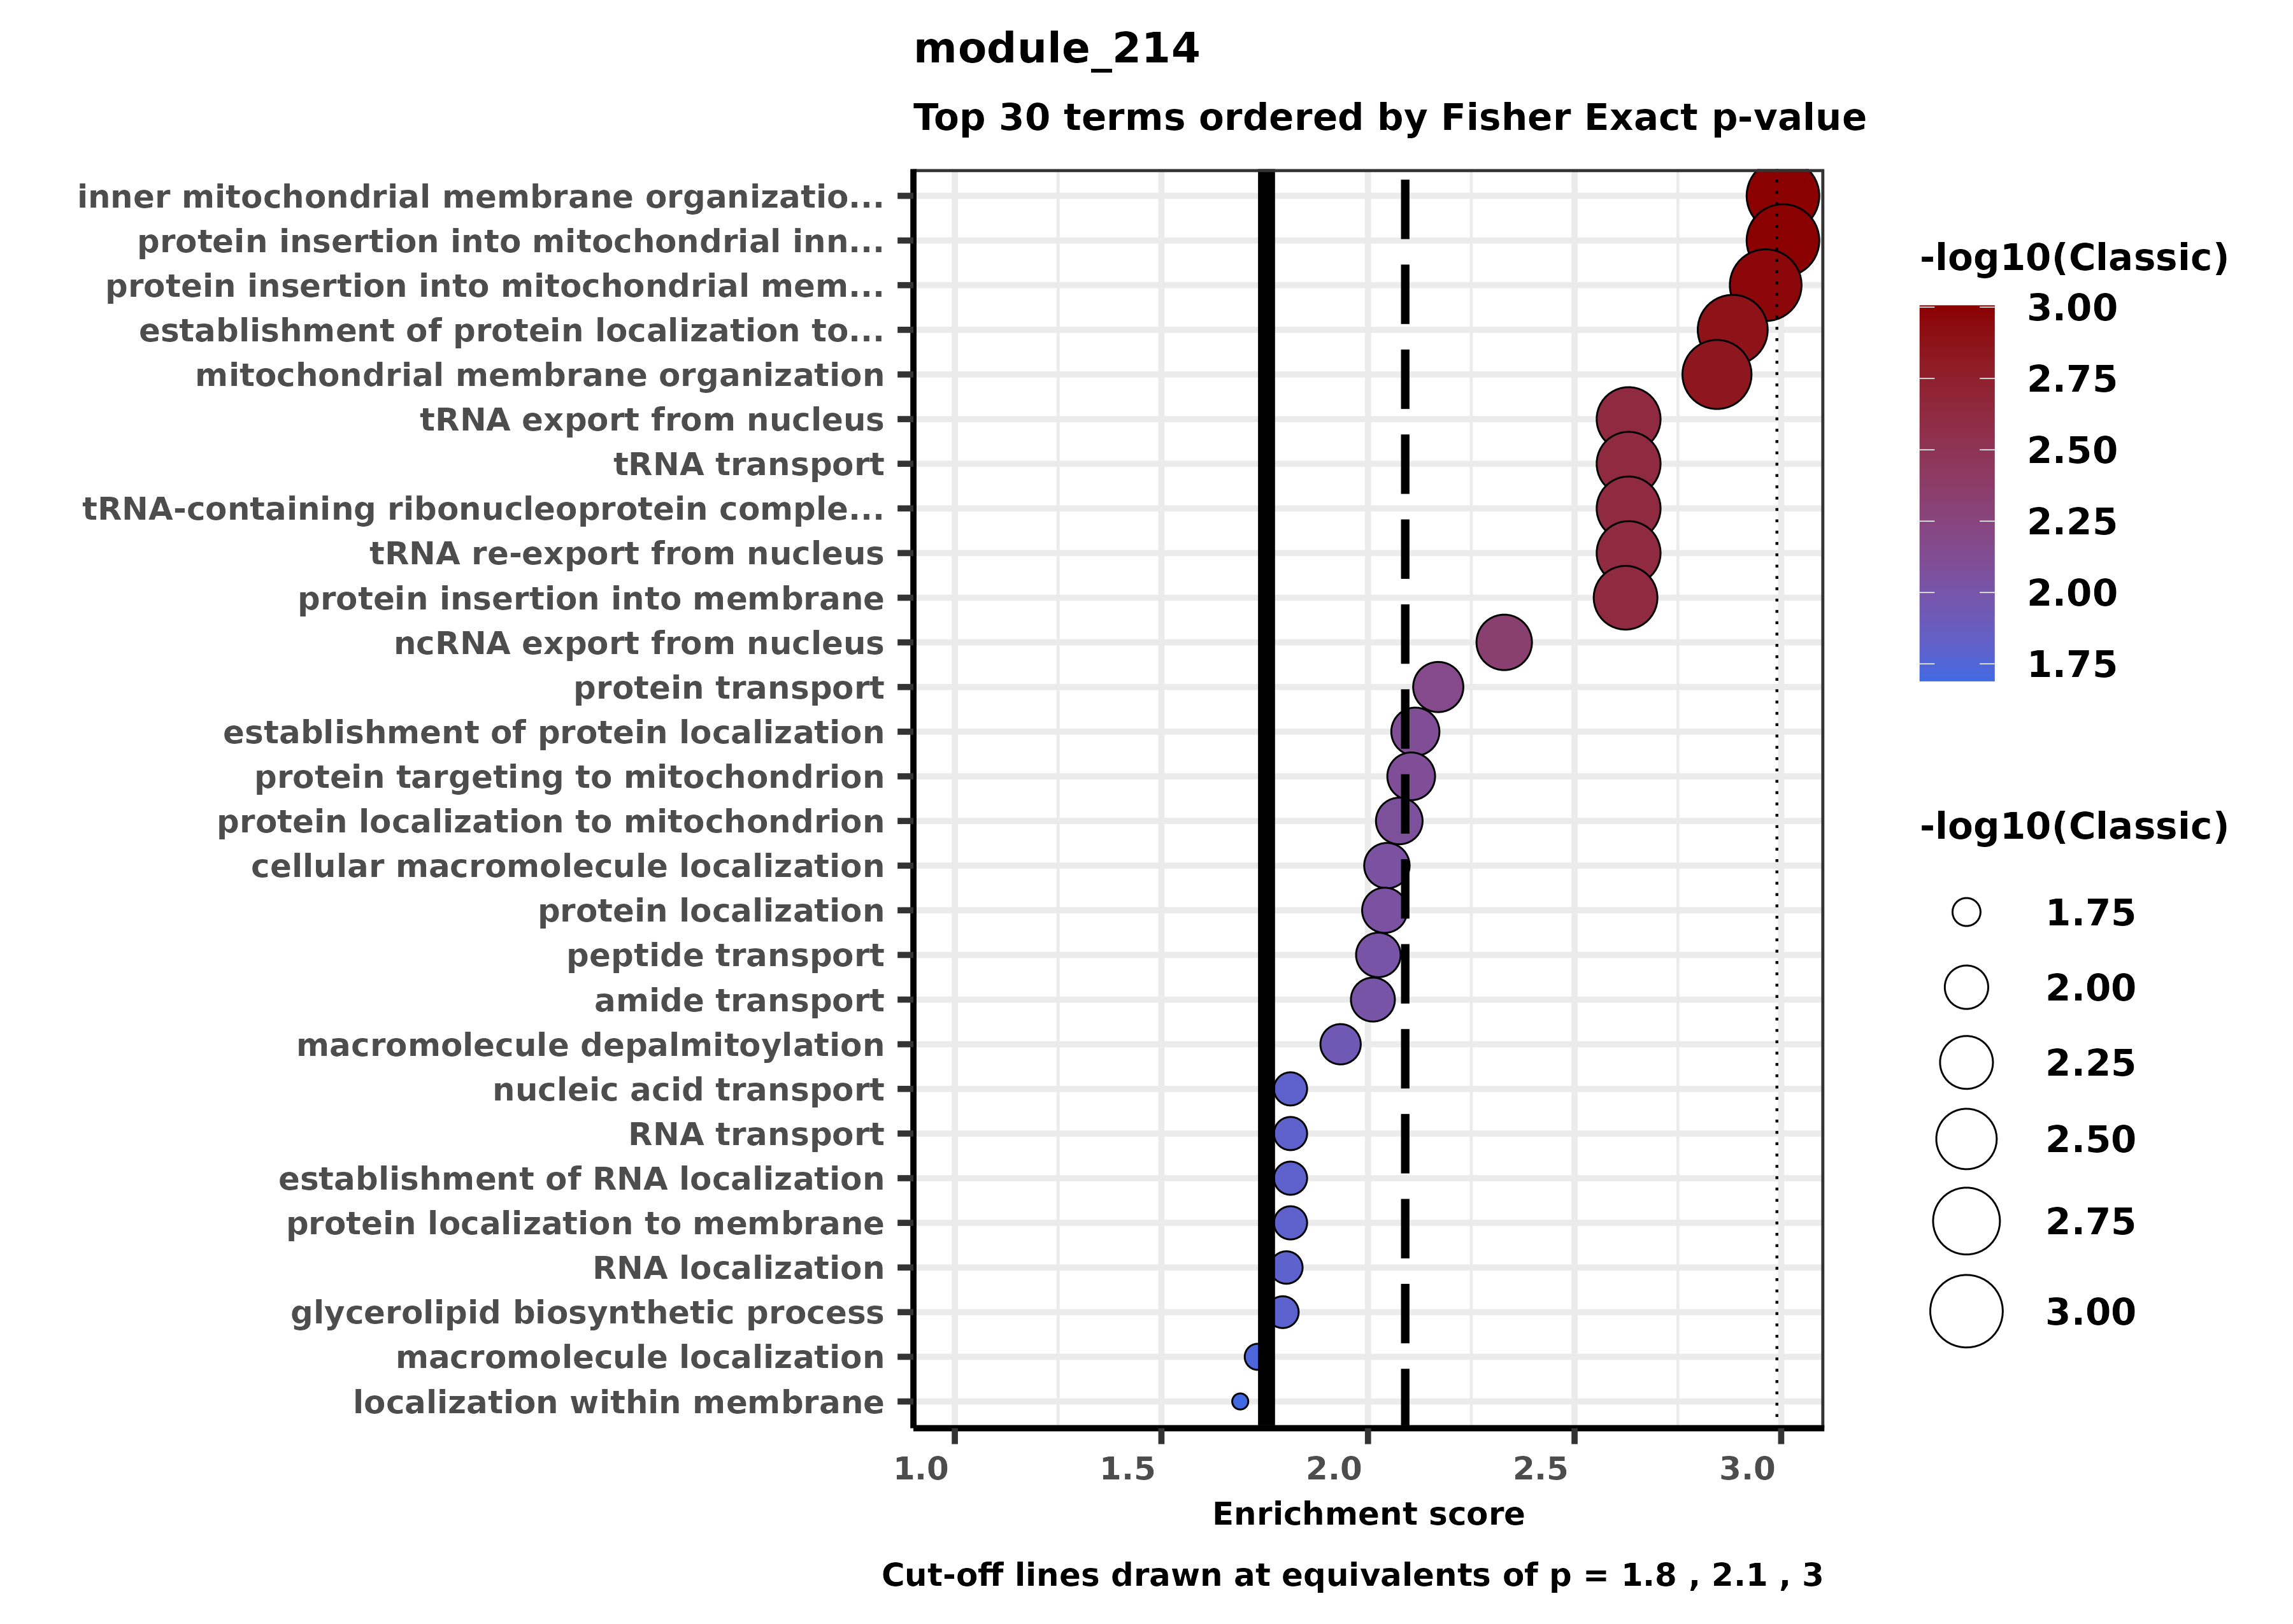 module_214
Top 30 terms ordered by Fisher Exact p-value
inner mitochondrial membrane organizatio...
protein insertion into mitochondrial inn...
protein insertion into mitochondrial mem...
establishment of protein localization to...
mitochondrial membrane organization
tRNA export from nucleus
tRNA transport
tRNA-containing ribonucleoprotein comple...
tRNA re-export from nucleus
protein insertion into membrane
ncRNA export from nucleus
protein transport
establishment of protein localization
protein targeting to mitochondrion
protein localization to mitochondrion
cellular macromolecule localization
protein localization
peptide transport
amide transport
macromolecule depalmitoylation
nucleic acid transport
RNA transport
establishment of RNA localization
protein localization to membrane
RNA localization
glycerolipid biosynthetic process
macromolecule localization
localization within membrane
1.0 1.5 2.0 2.5 3.0
Enrichment score
Cut-off lines drawn at equivalents of p = 1.8 , 2.1 , 3
-log10(Classic)
3.00
2.75
2.50
2.25
2.00
1.75
-log10(Classic)
1.75
2.00
2.25
2.50
2.75
3.00